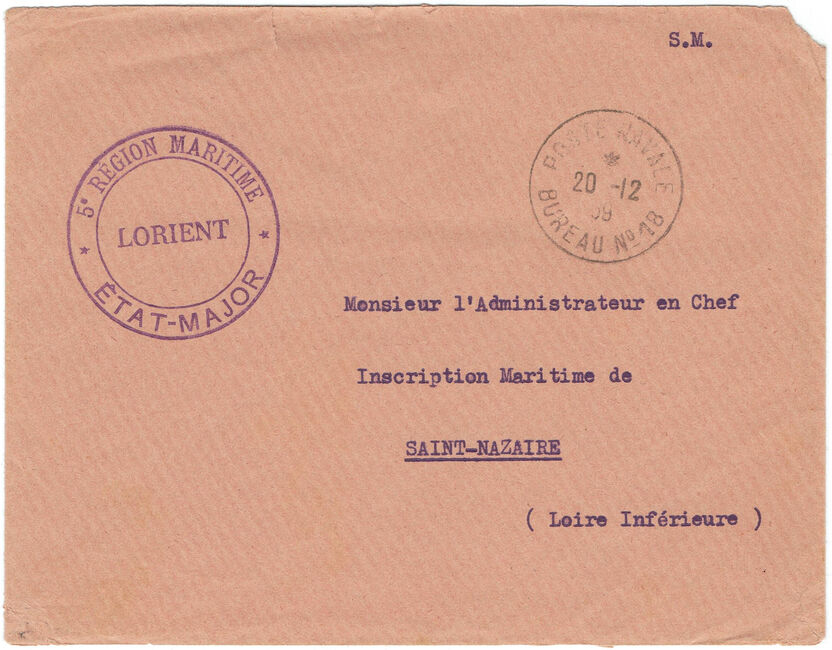 S.M.
5e RÉGION MARITIME
LORIENT
ÉTAT-MAJOR
POSTE NAVALE
20 -12
39
BUREAU No 18
Monsieur l'Administrateur en Chef
Inscription Maritime de
SAINT-NAZAIRE
( Loire Inférieure )